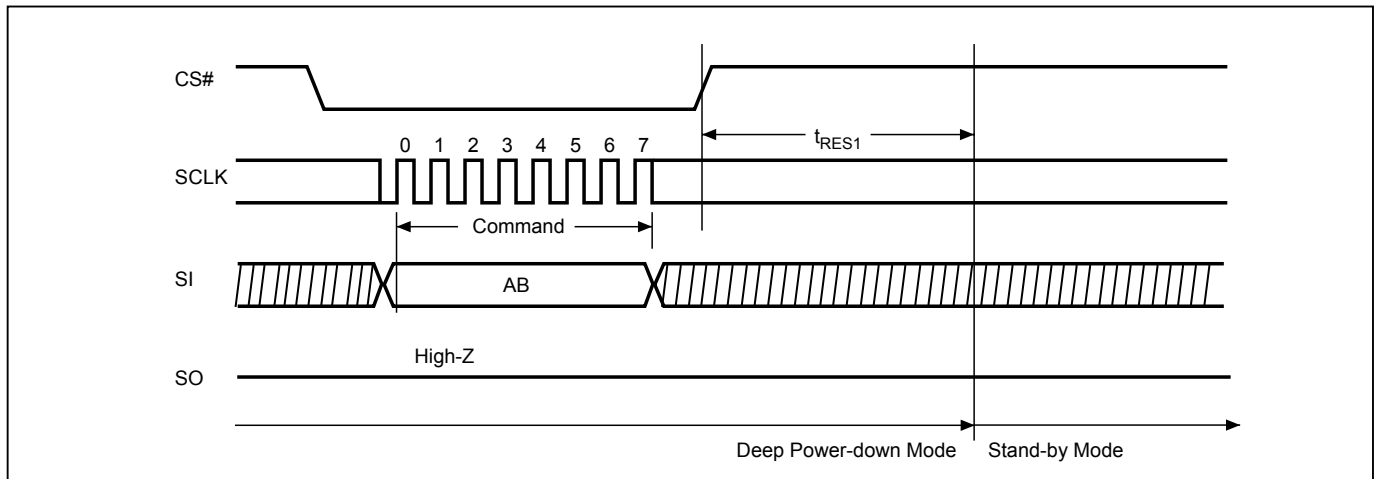 CS#
t_RES1
0 1 2 3 4 5 6 7
SCLK
Command
SI
AB
High-Z
SO
Deep Power-down Mode Stand-by Mode